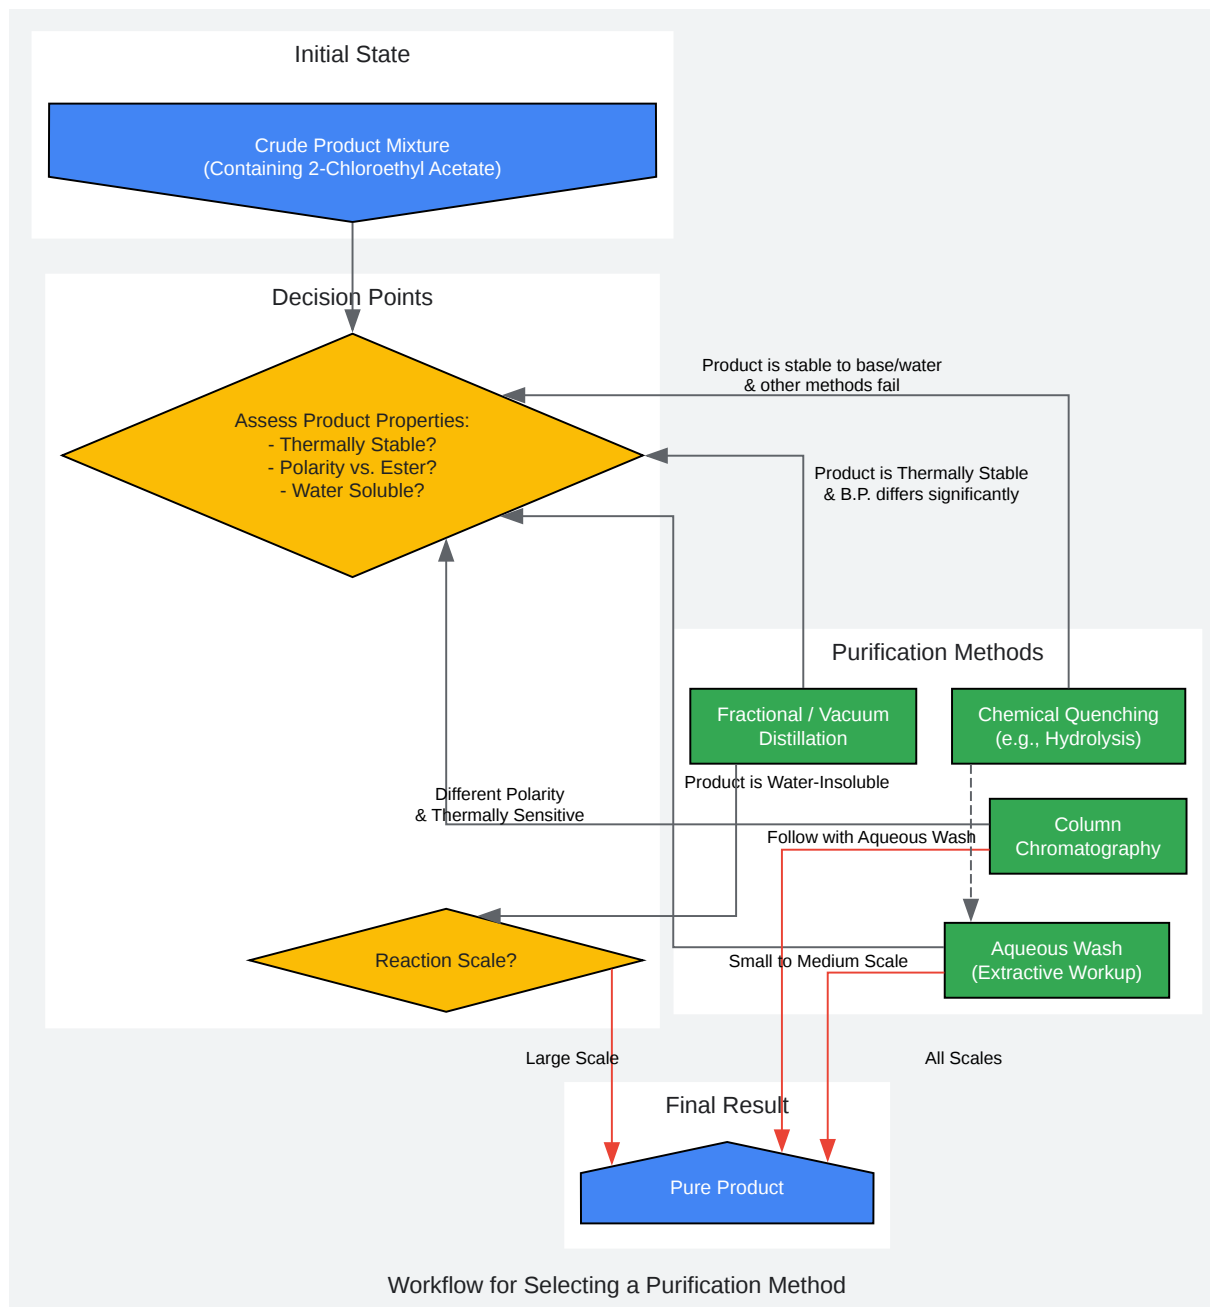 Initial State
Crude Product Mixture
(Containing 2-Chloroethyl Acetate)
Decision Points
Assess Product Properties:
- Thermally Stable?
- Polarity vs. Ester?
- Water Soluble?
Product is stable to base/water
& other methods fail
Product is Thermally Stable
& B.P. differs significantly
Purification Methods
Fractional / Vacuum
Distillation
Chemical Quenching
(e.g., Hydrolysis)
Product is Water-Insoluble
Different Polarity
& Thermally Sensitive
Follow with Aqueous Wash
Column
Chromatography
Reaction Scale?
Small to Medium Scale
Aqueous Wash
(Extractive Workup)
Large Scale
All Scales
Final Result
Pure Product
Workflow for Selecting a Purification Method